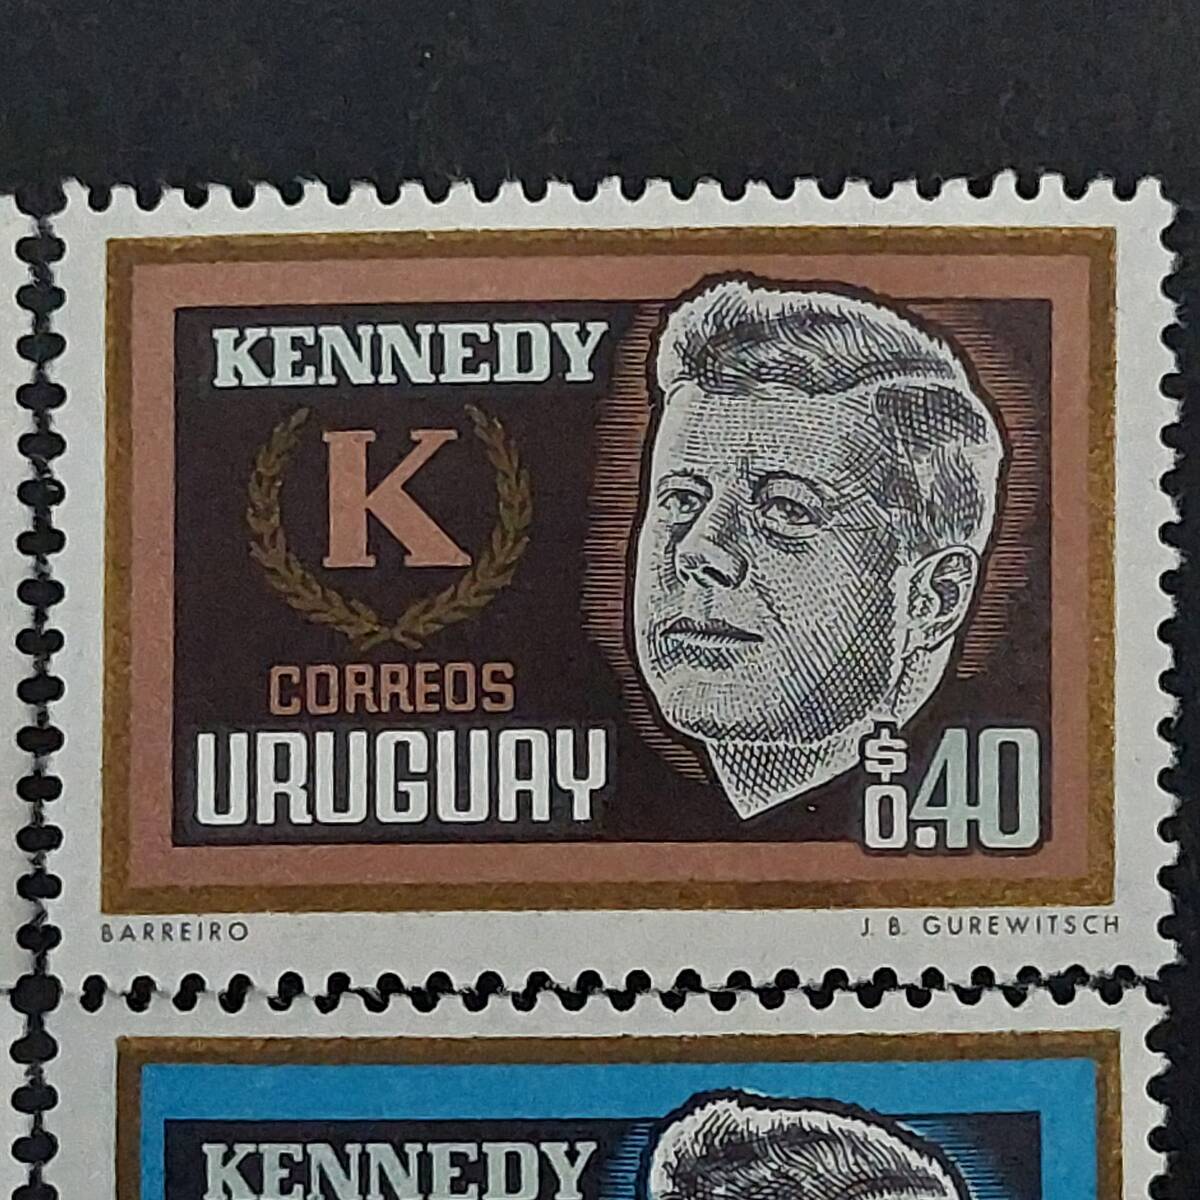 KENNEDY
K
CORREOS
URUGUAY
$
0.40
BARREIRO
J. B. GUREWITSCH
KENNEDY